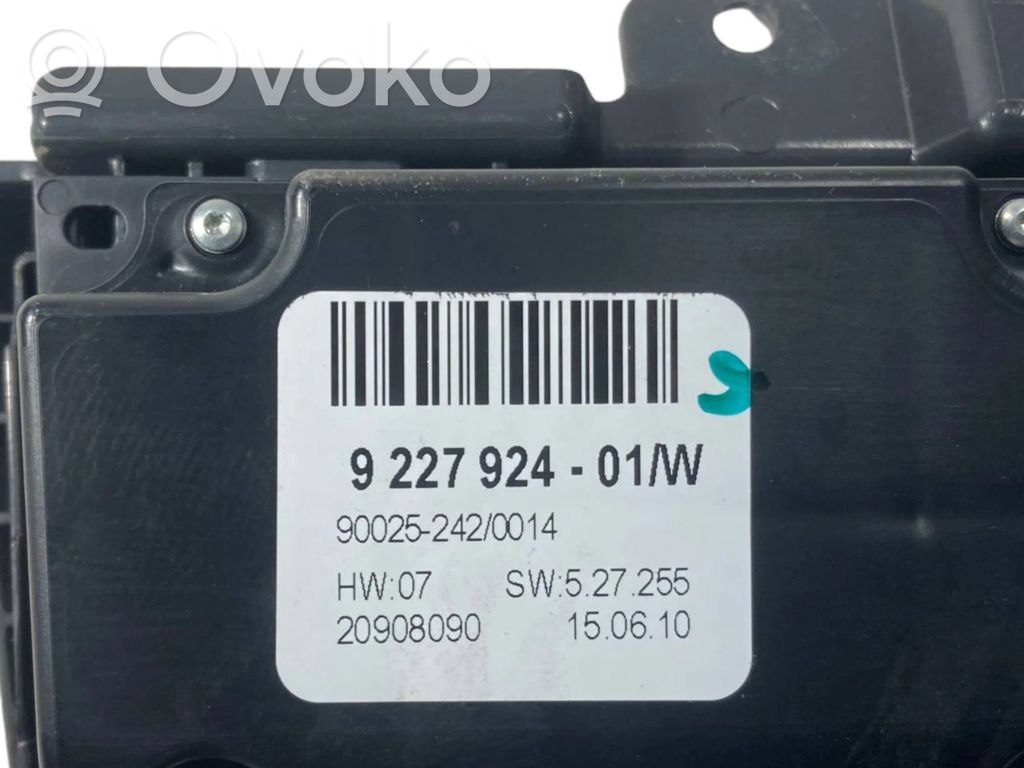 Ovoko
9 227 924 - 01/W
90025-242/0014
HW:07 SW:5.27.255
20908090 15.06.10